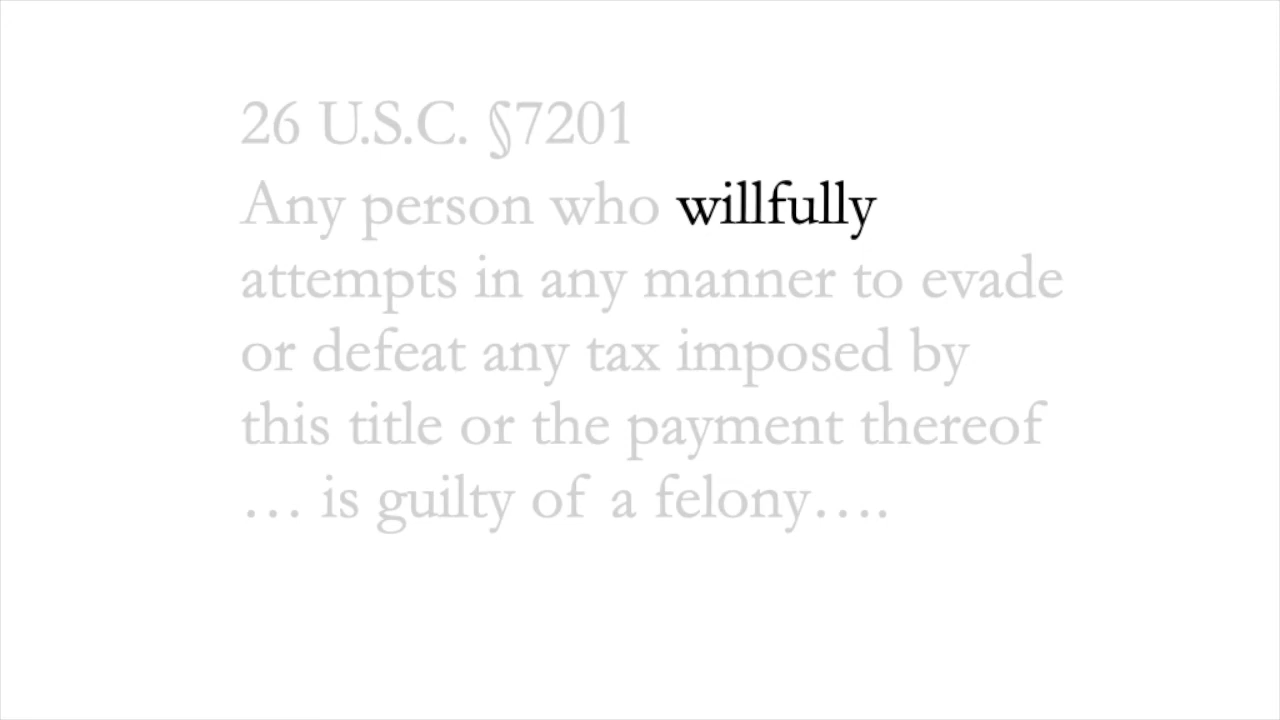 26 U.S.C. §7201
Any person who willfully
attempts in any manner to evade
or defeat any tax imposed by
this title or the payment thereof
… is guilty of a felony….